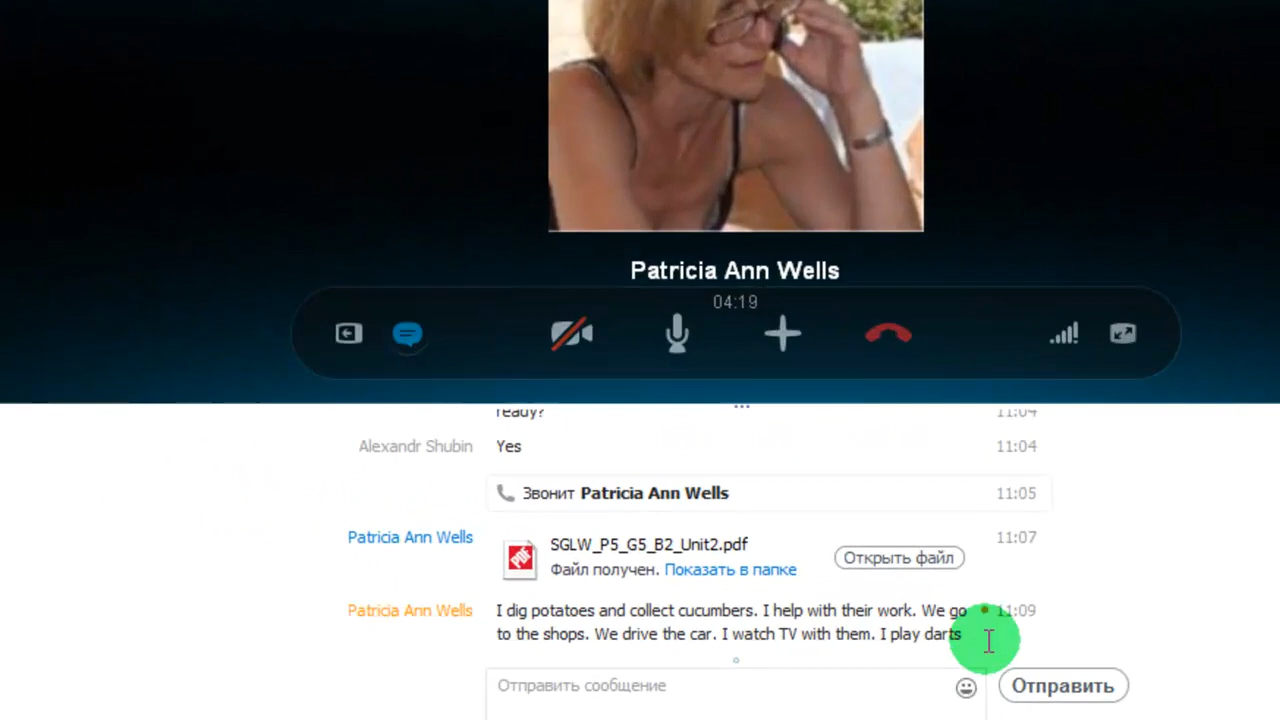 Patricia Ann Wells
04:19
ready?
11:04
Alexandr Shubin
Yes
11:04
Звонит Patricia Ann Wells
11:05
Patricia Ann Wells
PDF
SGLW_P5_G5_B2_Unit2.pdf
Файл получен. Показать в папке
Открыть файл
11:07
Patricia Ann Wells
I dig potatoes and collect cucumbers. I help with their work. We go
to the shops. We drive the car. I watch TV with them. I play darts
11:09
Отправить сообщение
Отправить